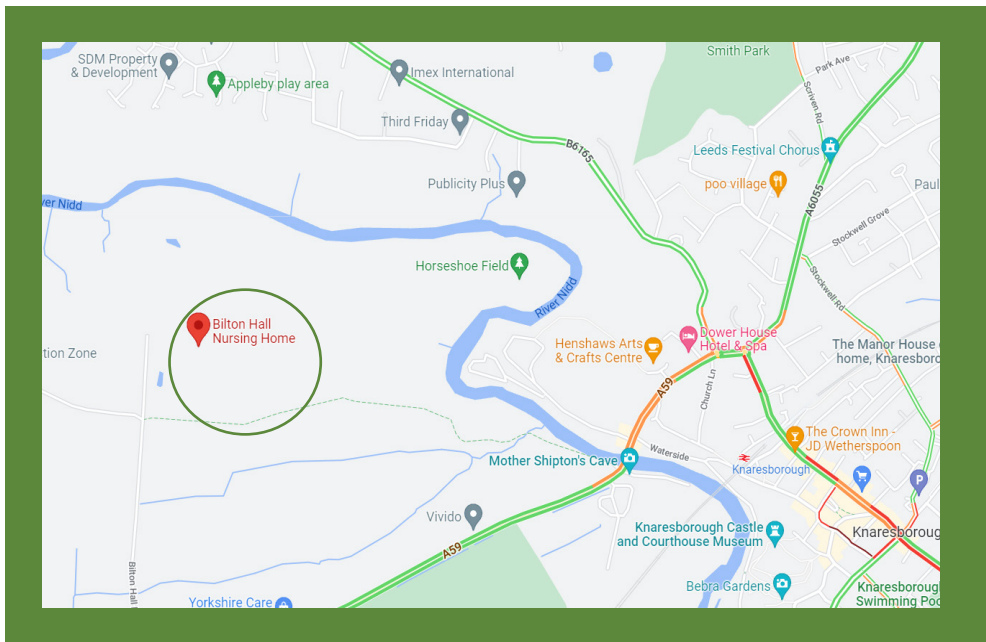 Smith Park
SDM Property
& Development
Appleby play area
Imex International
Park Ave
Scriven Rd
Third Friday
B6165
Leeds Festival Chorus
Publicity Plus
poo village
A6055
Paul
ver Nidd
Stockwell Grove
Horseshoe Field
River Nidd
Stockwell Rd
Bilton Hall
Nursing Home
Dower House
Hotel & Spa
Henshaws Arts
& Crafts Centre
The Manor House
home, Knaresboro
tion Zone
A59
Church Ln
The Crown Inn -
JD Wetherspoon
Waterside
Mother Shipton's Cave
Knaresborough
P
Vivido
Knaresborough Castle
and Courthouse Museum
Knaresboroug
A59
Bilton Hall
Bebra Gardens
Knaresborough
Swimming Poo
Yorkshire Care